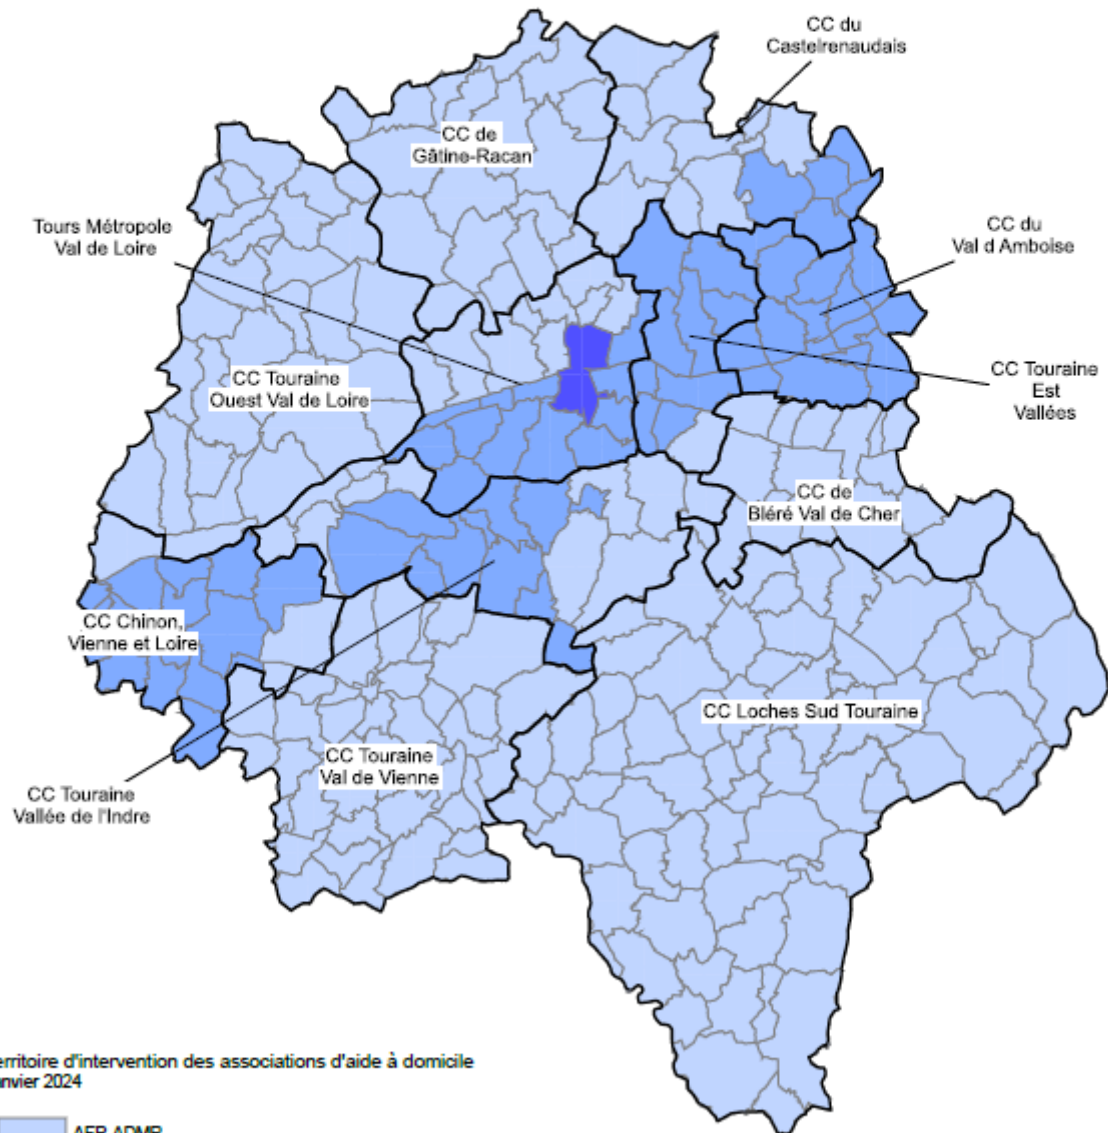 CC du
Castelrenaudais
CC de
Gâtine-Racan
Tours Métropole
Val de Loire
CC du
Val d Amboise
CC Touraine
Ouest Val de Loire
CC Touraine
Est
Vallées
CC de
Bléré Val de Cher
CC Chinon,
Vienne et Loire
CC Loches Sud Touraine
CC Touraine
Val de Vienne
CC Touraine
Vallée de l'Indre
erritoire d'intervention des associations d'aide à domicile
nvier 2024